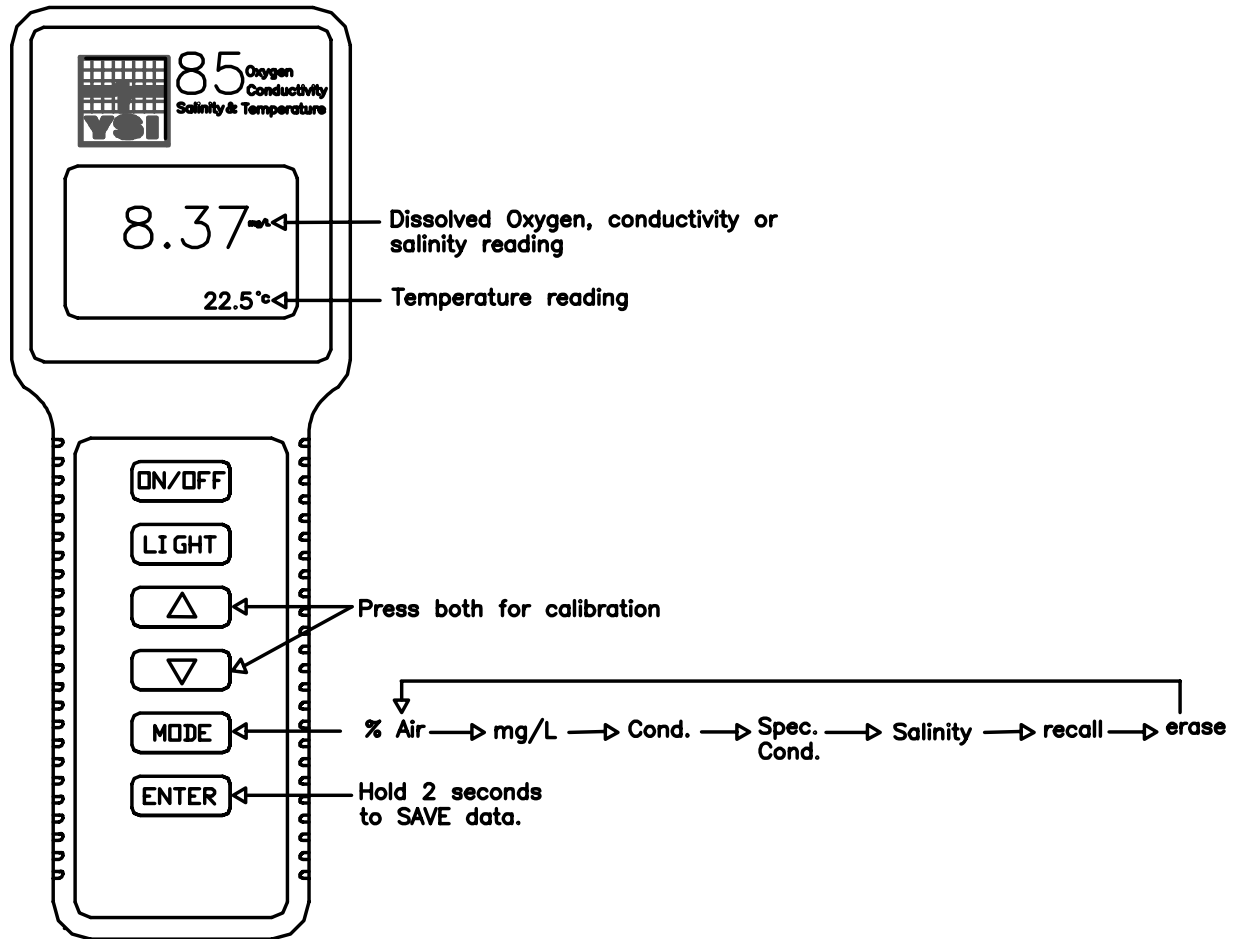 85 Oxygen
Conductivity
Salinity & Temperature
YSI
8.37 mg/L
Dissolved Oxygen, conductivity or
salinity reading
22.5°C
Temperature reading
ON/OFF
LIGHT
Press both for calibration
MODE
% Air mg/L Cond. Spec. Salinity recall erase
Cond.
ENTER
Hold 2 seconds
to SAVE data.